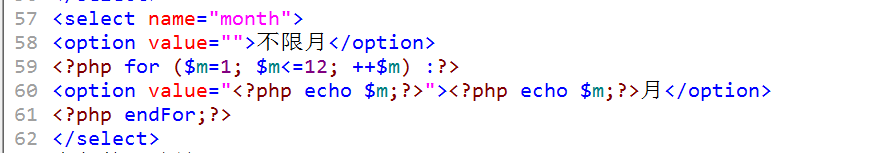 57 <select name="month">
58 <option value="">不限月</option>
59 <?php for ($m=1; $m<=12; ++$m) :?>
60 <option value="<?php echo $m;?>"><?php echo $m;?>月</option>
61 <?php endFor;?>
62 </select>